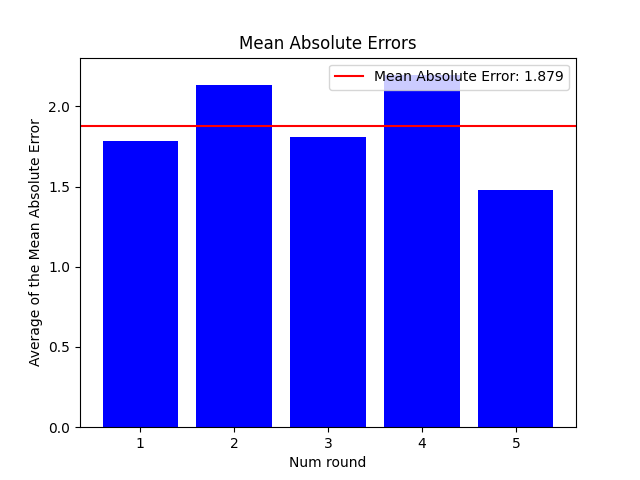 Mean Absolute Errors
Mean Absolute Error: 1.879
Average of the Mean Absolute Error
2.0
1.5
1.0
0.5
0.0
1 2 3 4 5
Num round